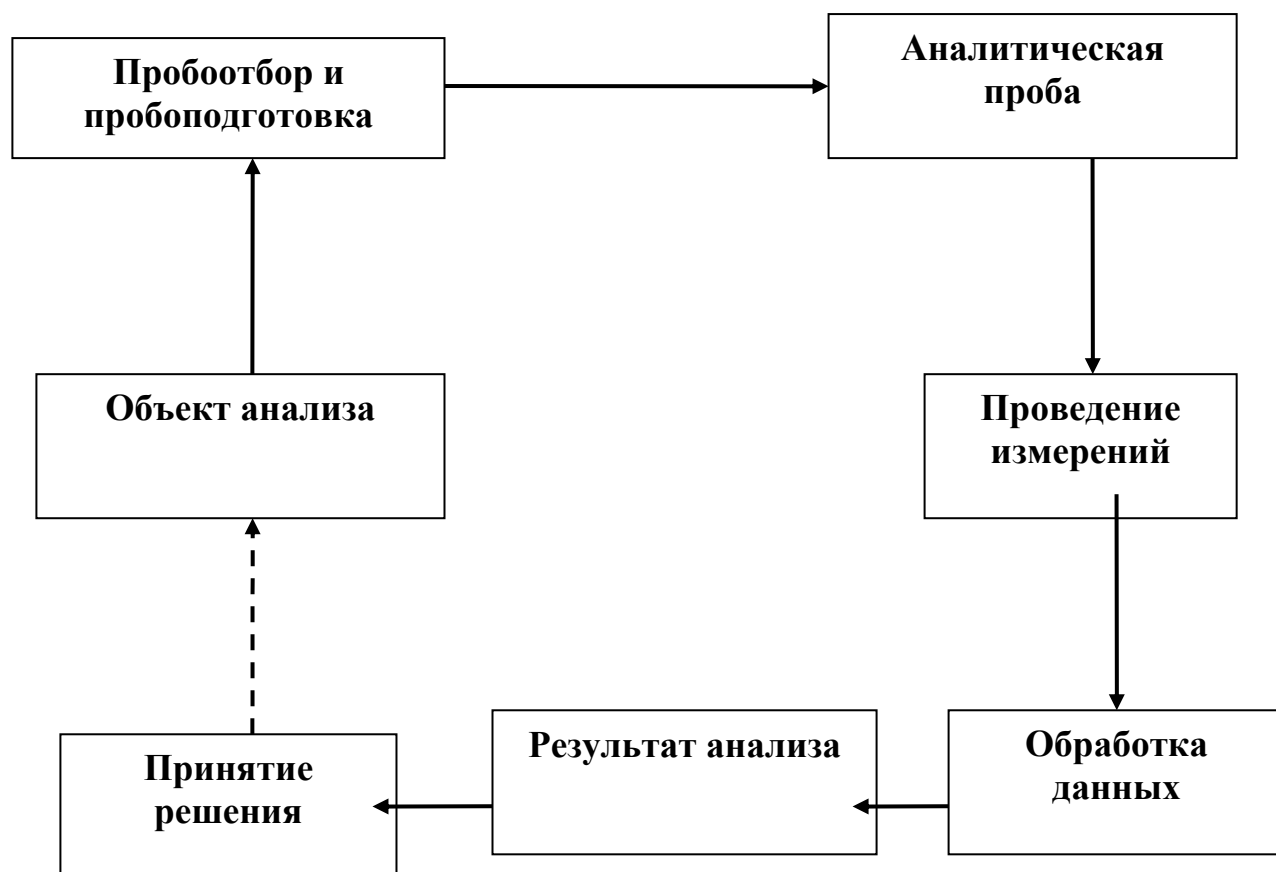 Пробоотбор и
пробоподготовка
Аналитическая
проба
Объект анализа
Проведение
измерений
Принятие
решения
Результат анализа
Обработка
данных